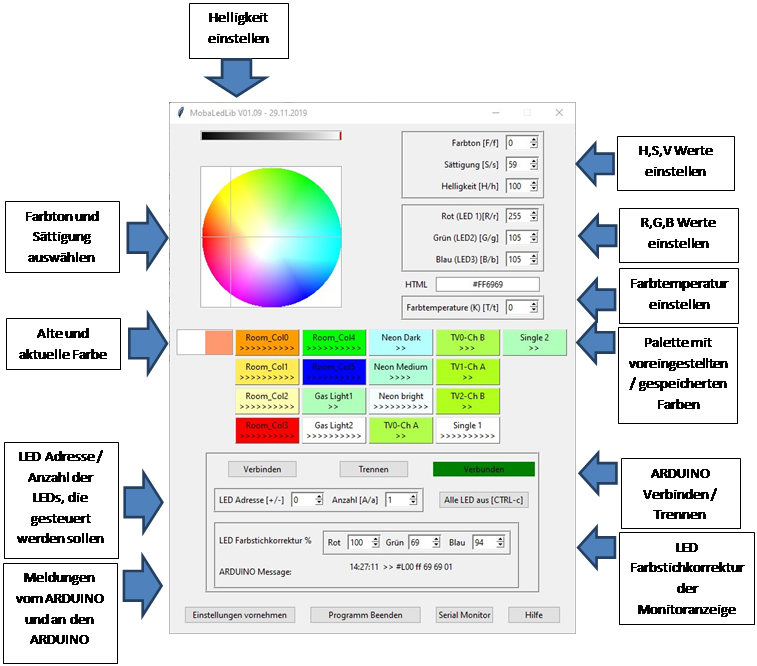 Helligkeit
einstellen
MobaLedLib V01.09 - 29.11.2019
Farbton [F/f] 0
Sättigung [S/s] 59
Helligkeit [H/h] 100
H,S,V Werte
einstellen
Farbton und
Sättigung
auswählen
Rot (LED 1)[R/r] 255
Grün (LED2) [G/g] 105
Blau (LED3) [B/b] 105
R,G,B Werte
einstellen
HTML #FF6969
Farbtemperature (K) [T/t] 0
Farbtemperatur
einstellen
Alte und
aktuelle Farbe
Room_Col0
>>>>>>>>>>
Room_Col4
>>>>>>>>>>
Neon Dark
>>
TV0-Ch B
>>>
Single 2
>>
Room_Col1
>>>>>>>>>>
Room_Col5
>>>>>>>>>>
Neon Medium
>>>>
TV1-Ch A
>>>
Room_Col2
>>>>>>>>>>
Gas Light1
>>
Neon bright
>>>>>>>>>>
TV2-Ch B
>>>
Room_Col3
>>>>>>>>>>
Gas Light2
>>>>>>>>>>
TV0-Ch A
>>>
Single 1
>>>>>>>>>>
Palette mit
voreingestellten
/ gespeicherten
Farben
LED Adresse /
Anzahl der
LEDs, die
gesteuert
werden sollen
Verbinden
Trennen
Verbunden
LED Adresse [+/-] 0 Anzahl [A/a] 1
Alle LED aus [CTRL-c]
ARDUINO
Verbinden /
Trennen
LED Farbstichkorrektur % Rot 100 Grün 69 Blau 94
ARDUINO Message: 14:27:11 >> #L00 ff 69 69 01
LED
Farbstichkorrektur
der
Monitoranzeige
Meldungen
vom ARDUINO
und an den
ARDUINO
Einstellungen vornehmen
Programm Beenden
Serial Monitor
Hilfe